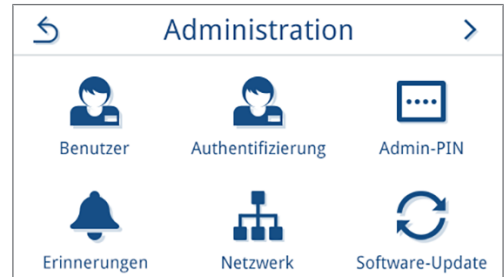 Administration
Benutzer Authentifizierung Admin-PIN
Erinnerungen Netzwerk Software-Update